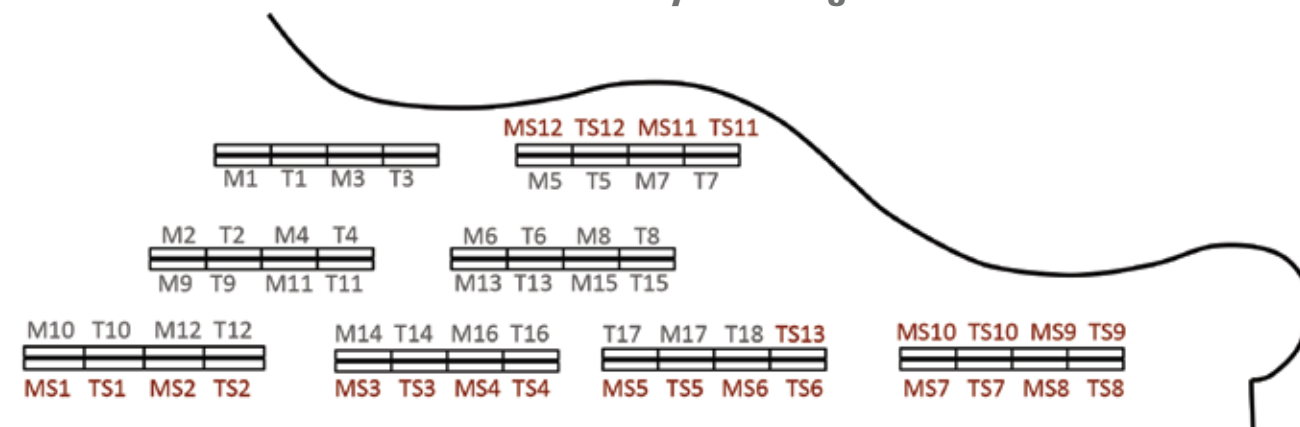 MS12 TS12 MS11 TS11
M1 T1 M3 T3
M5 T5 M7 T7
M2 T2 M4 T4
M6 T6 M8 T8
M9 T9 M11 T11
M13 T13 M15 T15
M10 T10 M12 T12
M14 T14 M16 T16
T17 M17 T18 TS13
MS10 TS10 MS9 TS9
MS1 TS1 MS2 TS2
MS3 TS3 MS4 TS4
MS5 TS5 MS6 TS6
MS7 TS7 MS8 TS8